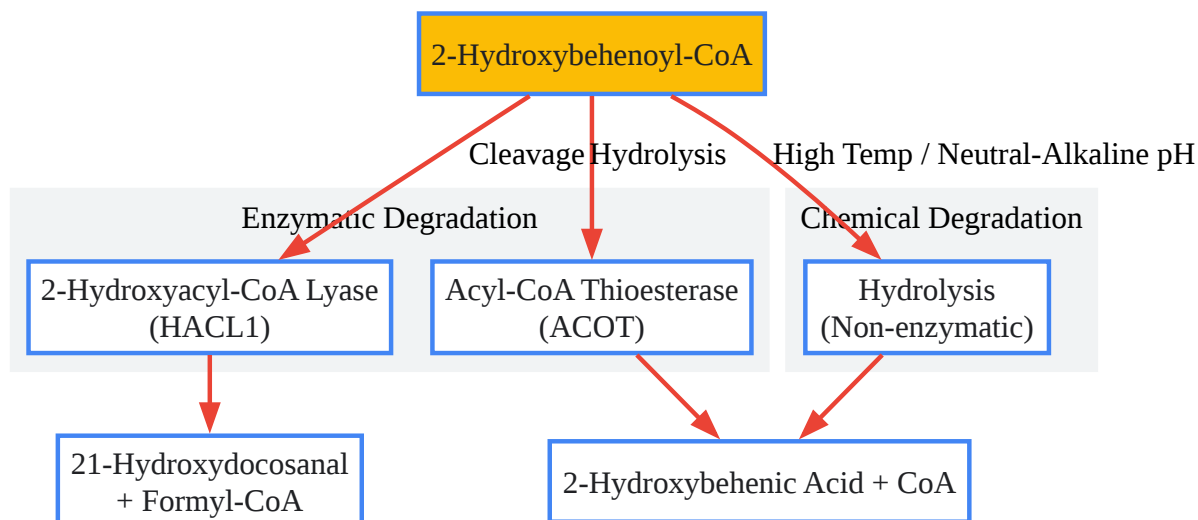 2-Hydroxybehenoyl-CoA
Cleavage
Hydrolysis
High Temp / Neutral-Alkaline pH
Enzymatic Degradation
Chemical Degradation
2-Hydroxyacyl-CoA Lyase
(HACL1)
Acyl-CoA Thioesterase
(ACOT)
Hydrolysis
(Non-enzymatic)
21-Hydroxydocosanal
+ Formyl-CoA
2-Hydroxybehenic Acid + CoA